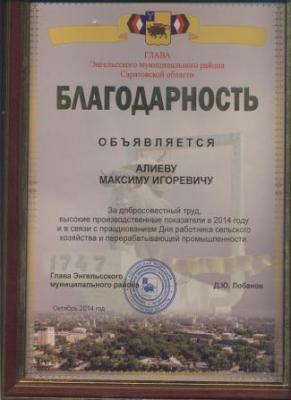 ГЛАВА
Энгельсского муниципального района
Саратовской области
БЛАГОДАРНОСТЬ
ОБЪЯВЛЯЕТСЯ
АЛИЕВУ
МАКСИМУ ИГОРЕВИЧУ
За добросовестный труд,
высокие производственные показатели в 2014 году
и в связи с празднованием Дня работника сельского
хозяйства и перерабатывающей промышленности.
1747
Глава Энгельсского
муниципального района Д.Ю. Лобанов
Октябрь 2014 год